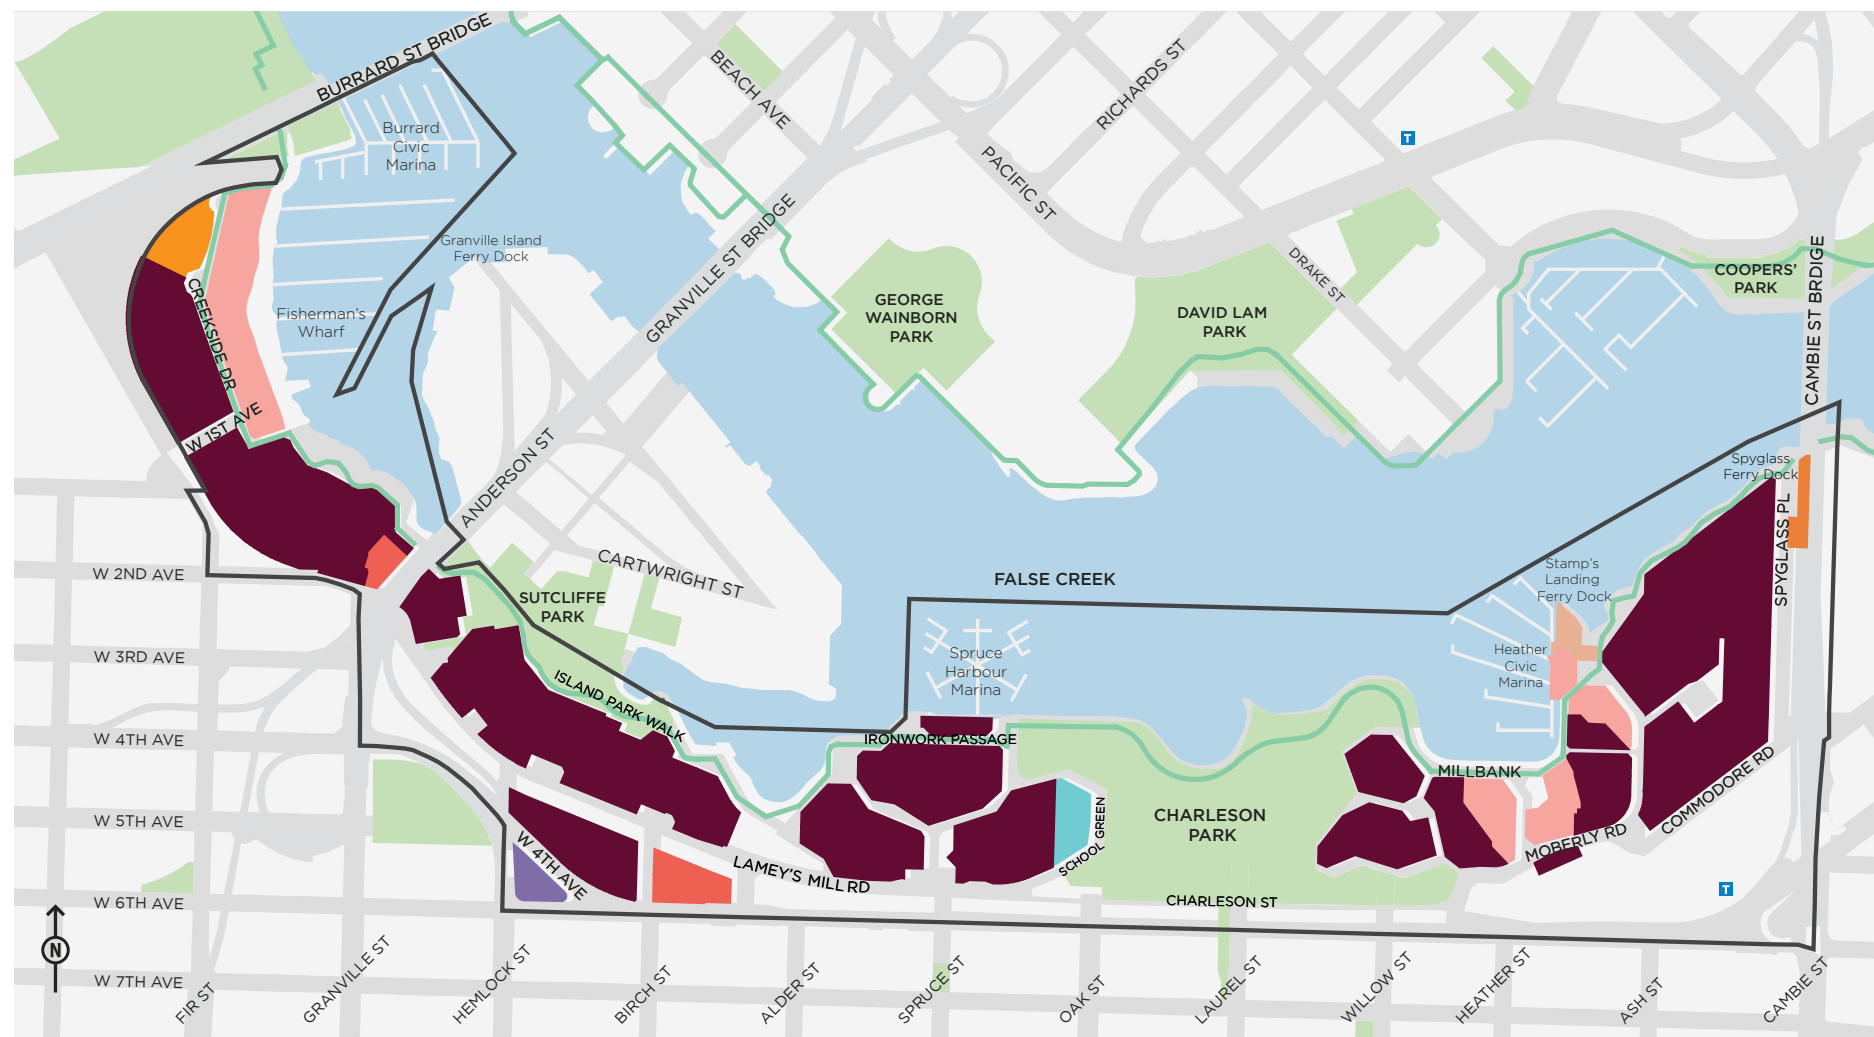 BURRARD ST BRIDGE
BEACH AVE
RICHARDS ST
T
Burrard
Civic
Marina
PACIFIC ST
GRANVILLE ST BRIDGE
Granville Island
Ferry Dock
DRAKE ST
COOPERS'
PARK
CAMBIE ST BRDIGE
GEORGE
WAINBORN
PARK
DAVID LAM
PARK
CREEKSIDE DR
Fisherman's
Wharf
W 1ST AVE
ANDERSON ST
Spyglass
Ferry Dock
SPYGLASS PL
W 2ND AVE
CARTWRIGHT ST
FALSE CREEK
Stamp's
Landing
Ferry Dock
SUTCLIFFE
PARK
W 3RD AVE
Spruce
Harbour
Marina
Heather
Civic
Marina
ISLAND PARK WALK
W 4TH AVE
IRONWORK PASSAGE
MILLBANK
COMMODORE RD
W 5TH AVE
CHARLESON
PARK
SCHOOL GREEN
MOBERLY RD
W 4TH AVE
LAMEY'S MILL RD
T
W 6TH AVE
CHARLESON ST
N
W 7TH AVE
FIR ST
GRANVILLE ST
HEMLOCK ST
BIRCH ST
ALDER ST
SPRUCE ST
OAK ST
LAUREL ST
WILLOW ST
HEATHER ST
ASH ST
CAMBIE ST